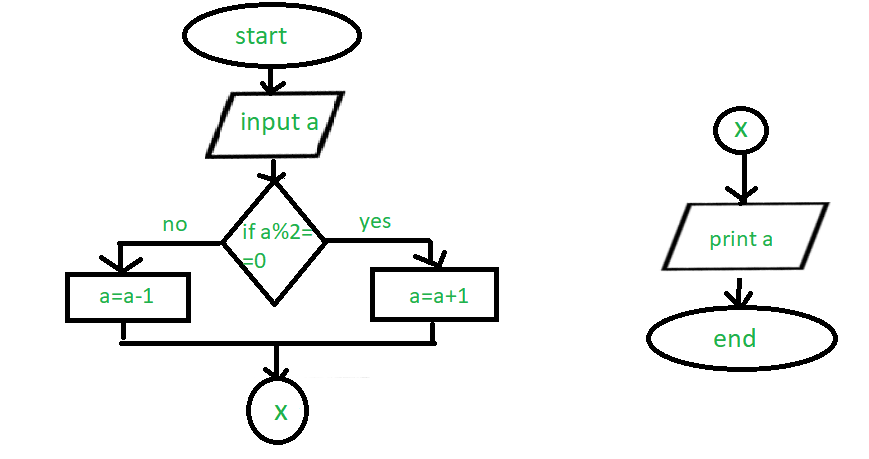 start
input a
no
yes
if a%2=
=0
a=a-1
a=a+1
x
x
print a
end